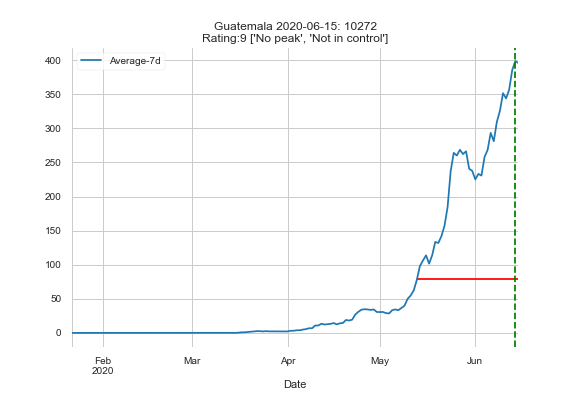 Guatemala 2020-06-15: 10272
Rating:9 ['No peak', 'Not in control']
Average-7d
400
350
300
250
200
150
100
50
0
Feb
2020
Mar
Apr
May
Jun
Date